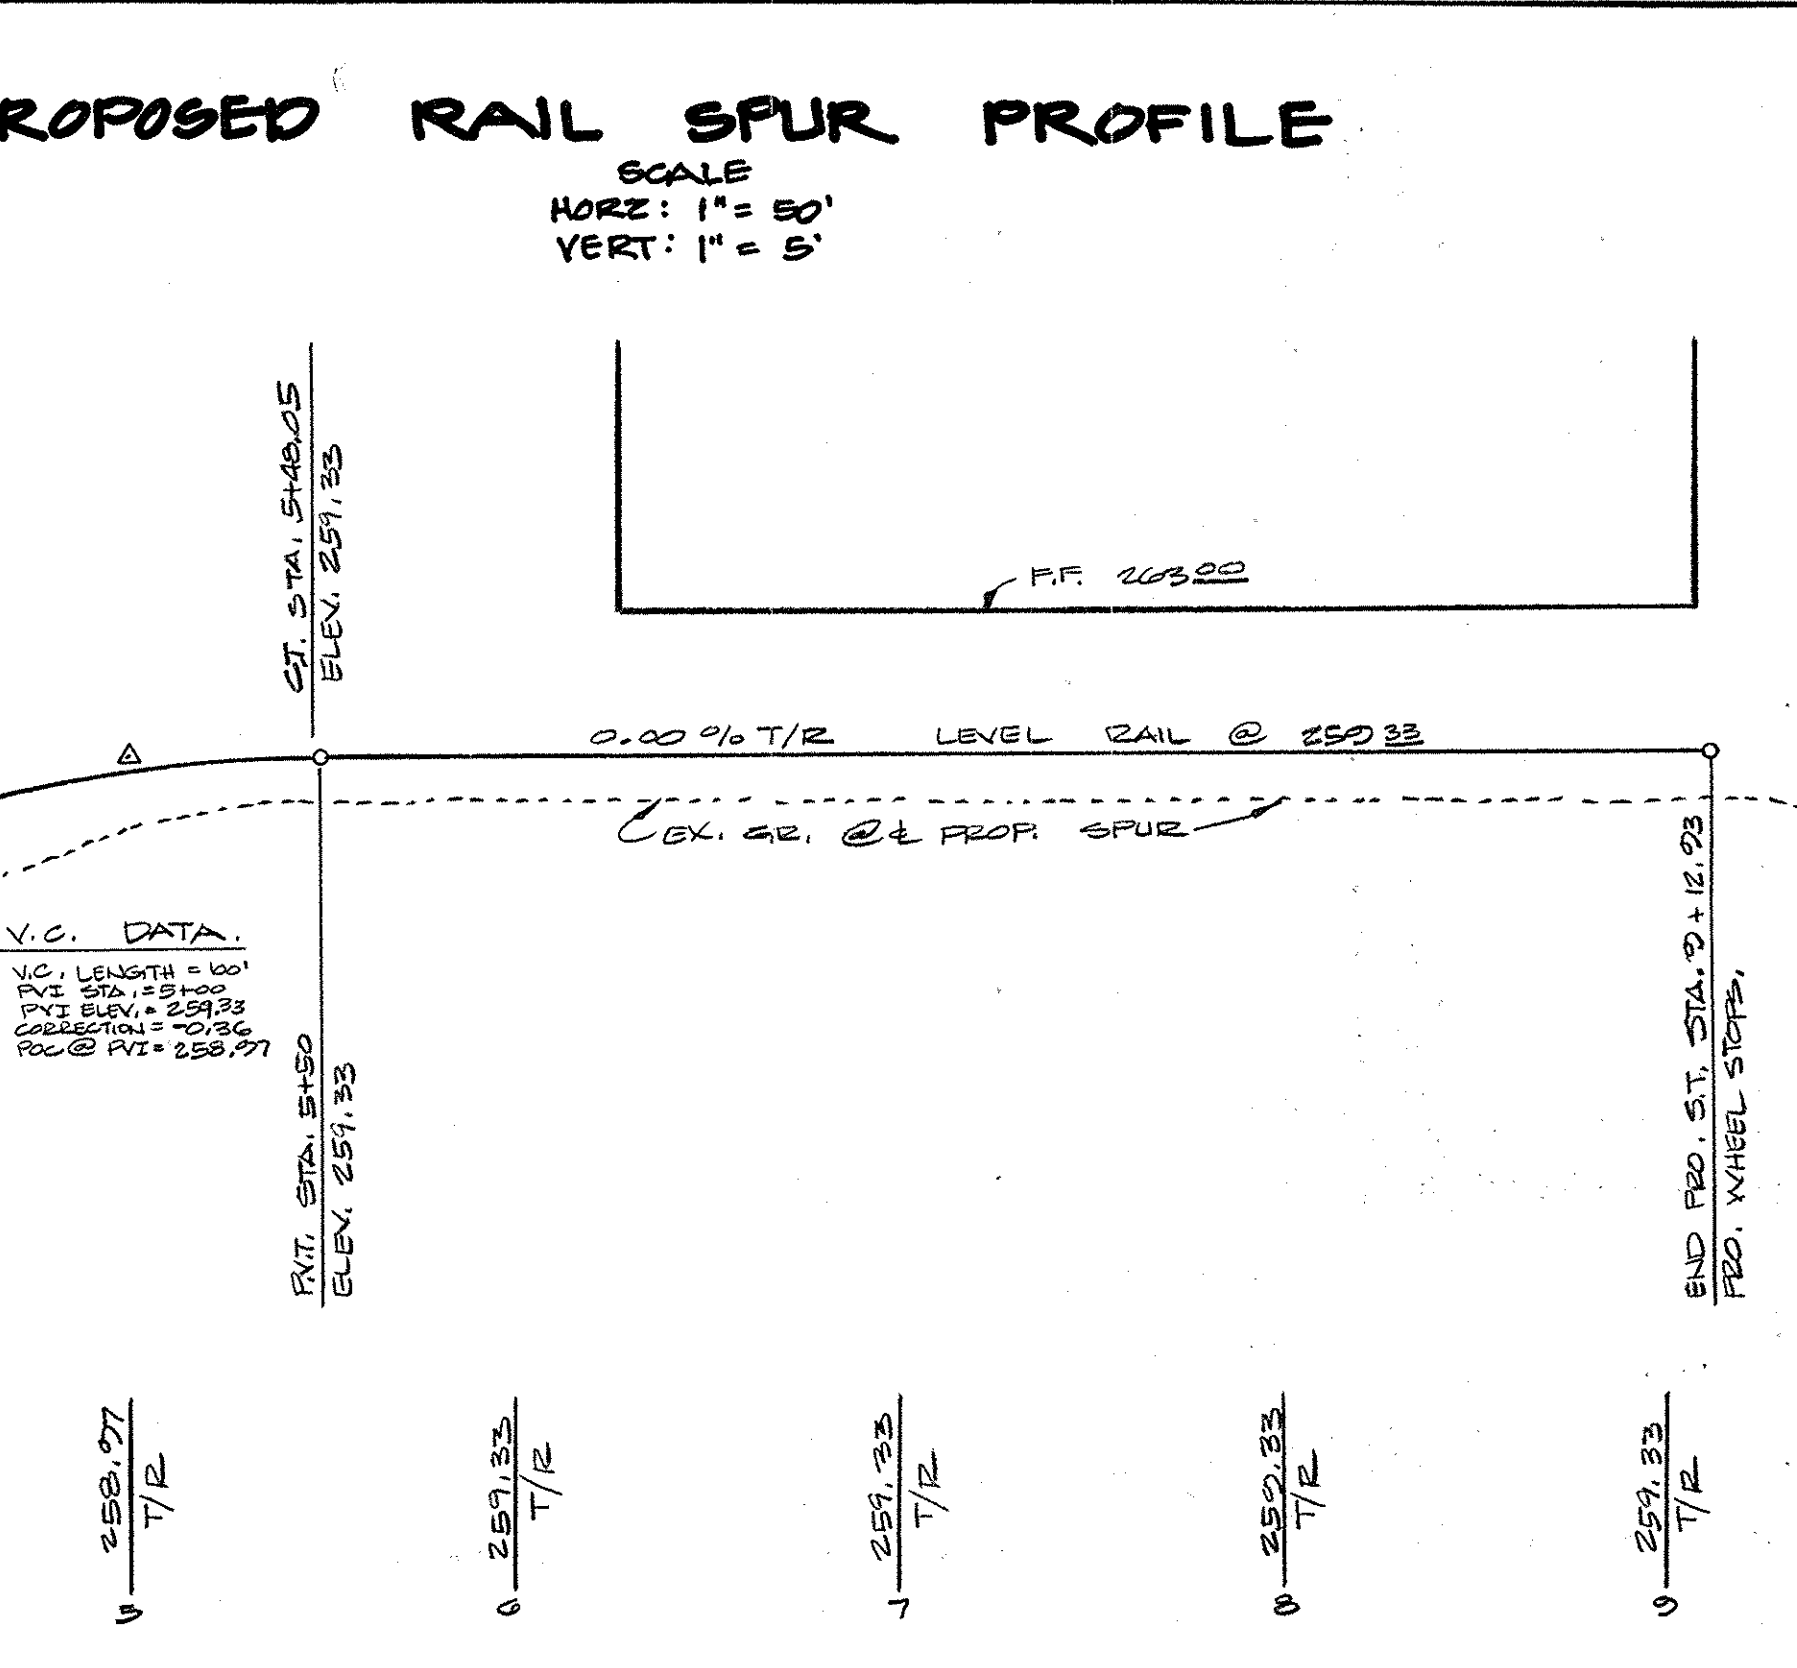 ROPOSED RAIL SPUR PROFILE
SCALE
HORZ: 1" = 50'
VERT: 1" = 5'
STA. 5+48.05
ELEV. 259.33
F.F. 263.00
0.00 % T/R LEVEL RAIL @ 259.33
EX. GR. @ ℄ PROP. SPUR
V.C. DATA.
V.C. LENGTH = 100'
PVI STA. = 5+00
PVI ELEV. = 259.33
CORRECTION = -0.36
POC @ PVI = 258.97
P.V.T. STA. 5+50
ELEV. 259.33
END PRO. S.T. STA. 9+12.93
PRO. WHEEL STOPS.
258.97
T/R
5
259.33
T/R
6
259.33
T/R
7
259.33
T/R
8
259.33
T/R
9